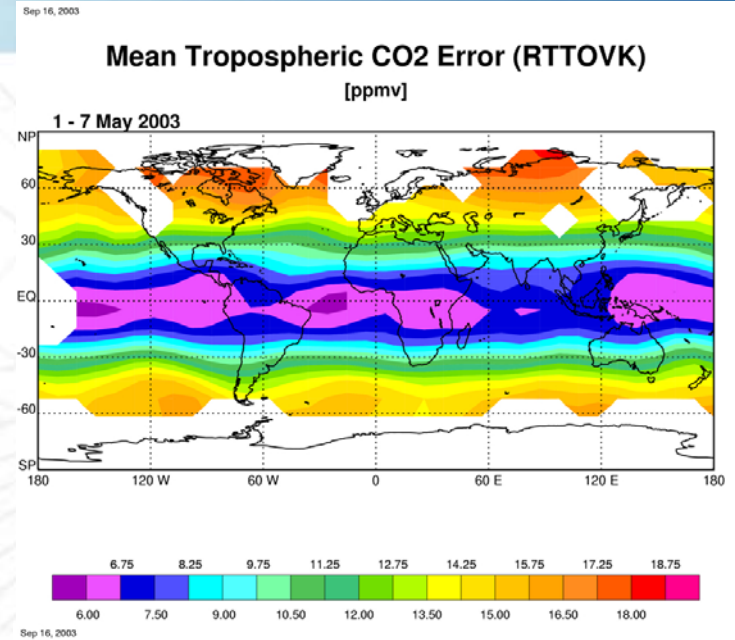 Sep 16, 2003
Mean Tropospheric CO2 Error (RTTOVK)
[ppmv]
1 - 7 May 2003
NP
60
30
EQ
-30
-60
SP
180 120 W 60 W 0 60 E 120 E 180
6.75 8.25 9.75 11.25 12.75 14.25 15.75 17.25 18.75
6.00 7.50 9.00 10.50 12.00 13.50 15.00 16.50 18.00
Sep 16, 2003